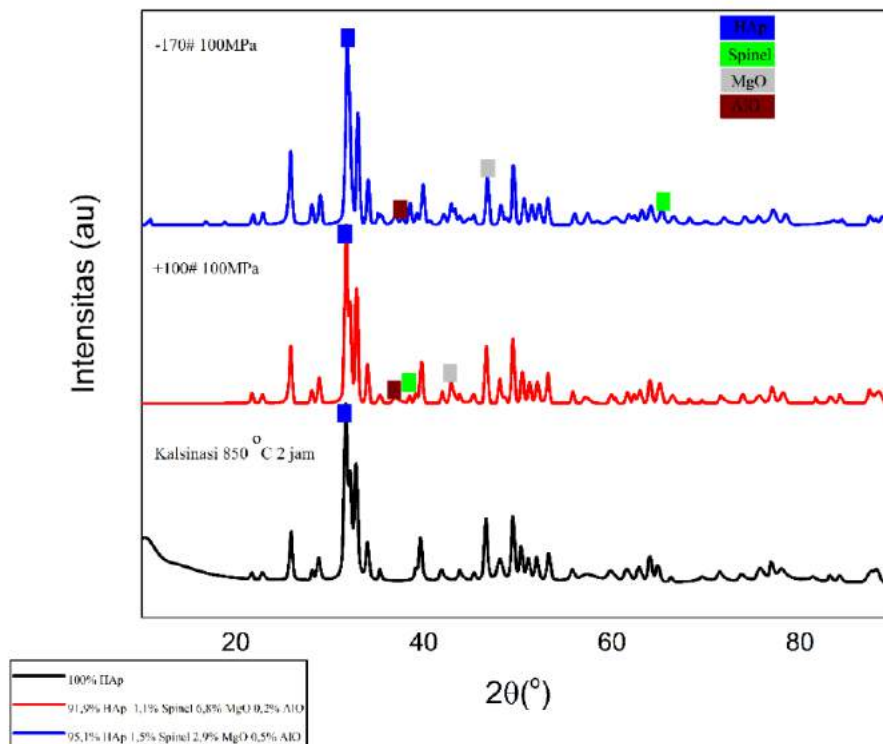 -170# 100MPa
HAp
Spinel
MgO
AlO
+100# 100MPa
Kalsinasi 850 °C 2 jam
Intensitas (au)
20 40 60 80
2θ(°)
100% HAp
91,9% HAp 1,1% Spinel 6,8% MgO 0,2% AlO
95,1% HAp 1,5% Spinel 2,9% MgO 0,5% AlO